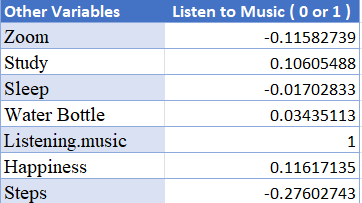 Other Variables Listen to Music ( 0 or 1 )
Zoom -0.11582739
Study 0.10605488
Sleep -0.01702833
Water Bottle 0.03435113
Listening.music 1
Happiness 0.11617135
Steps -0.27602743